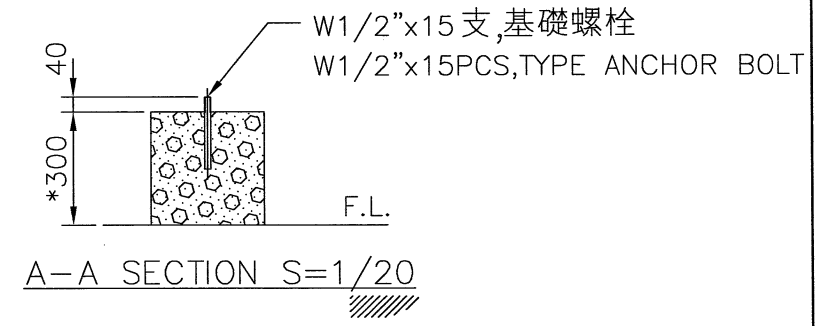 W1/2"x15支,基礎螺栓
W1/2"x15PCS,TYPE ANCHOR BOLT
40
*300
F.L.
A-A SECTION S=1/20